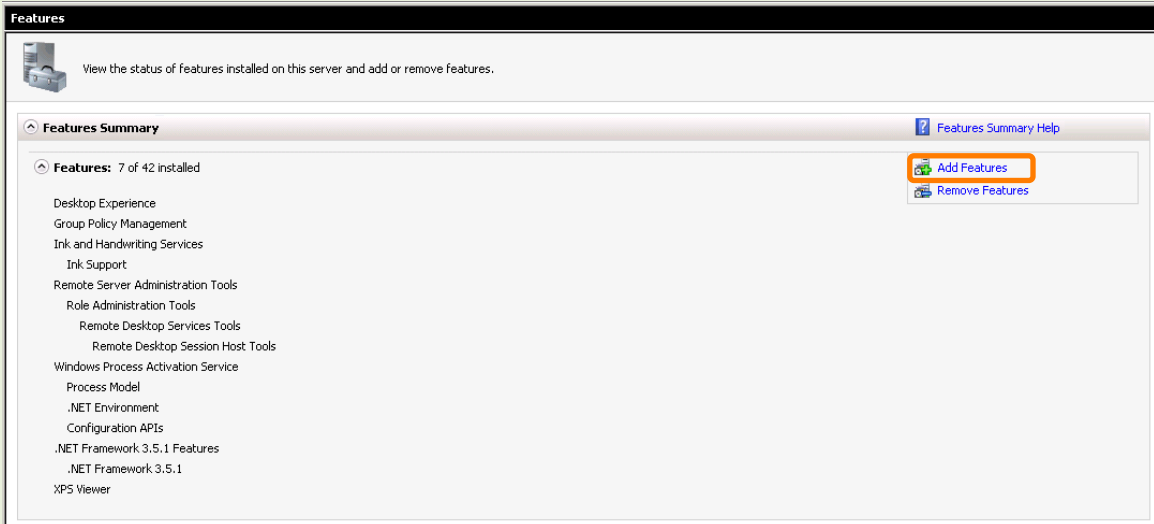 Features
View the status of features installed on this server and add or remove features.
Features Summary
Features Summary Help
Features: 7 of 42 installed
Add Features
Remove Features
Desktop Experience
Group Policy Management
Ink and Handwriting Services
Ink Support
Remote Server Administration Tools
Role Administration Tools
Remote Desktop Services Tools
Remote Desktop Session Host Tools
Windows Process Activation Service
Process Model
.NET Environment
Configuration APIs
.NET Framework 3.5.1 Features
.NET Framework 3.5.1
XPS Viewer